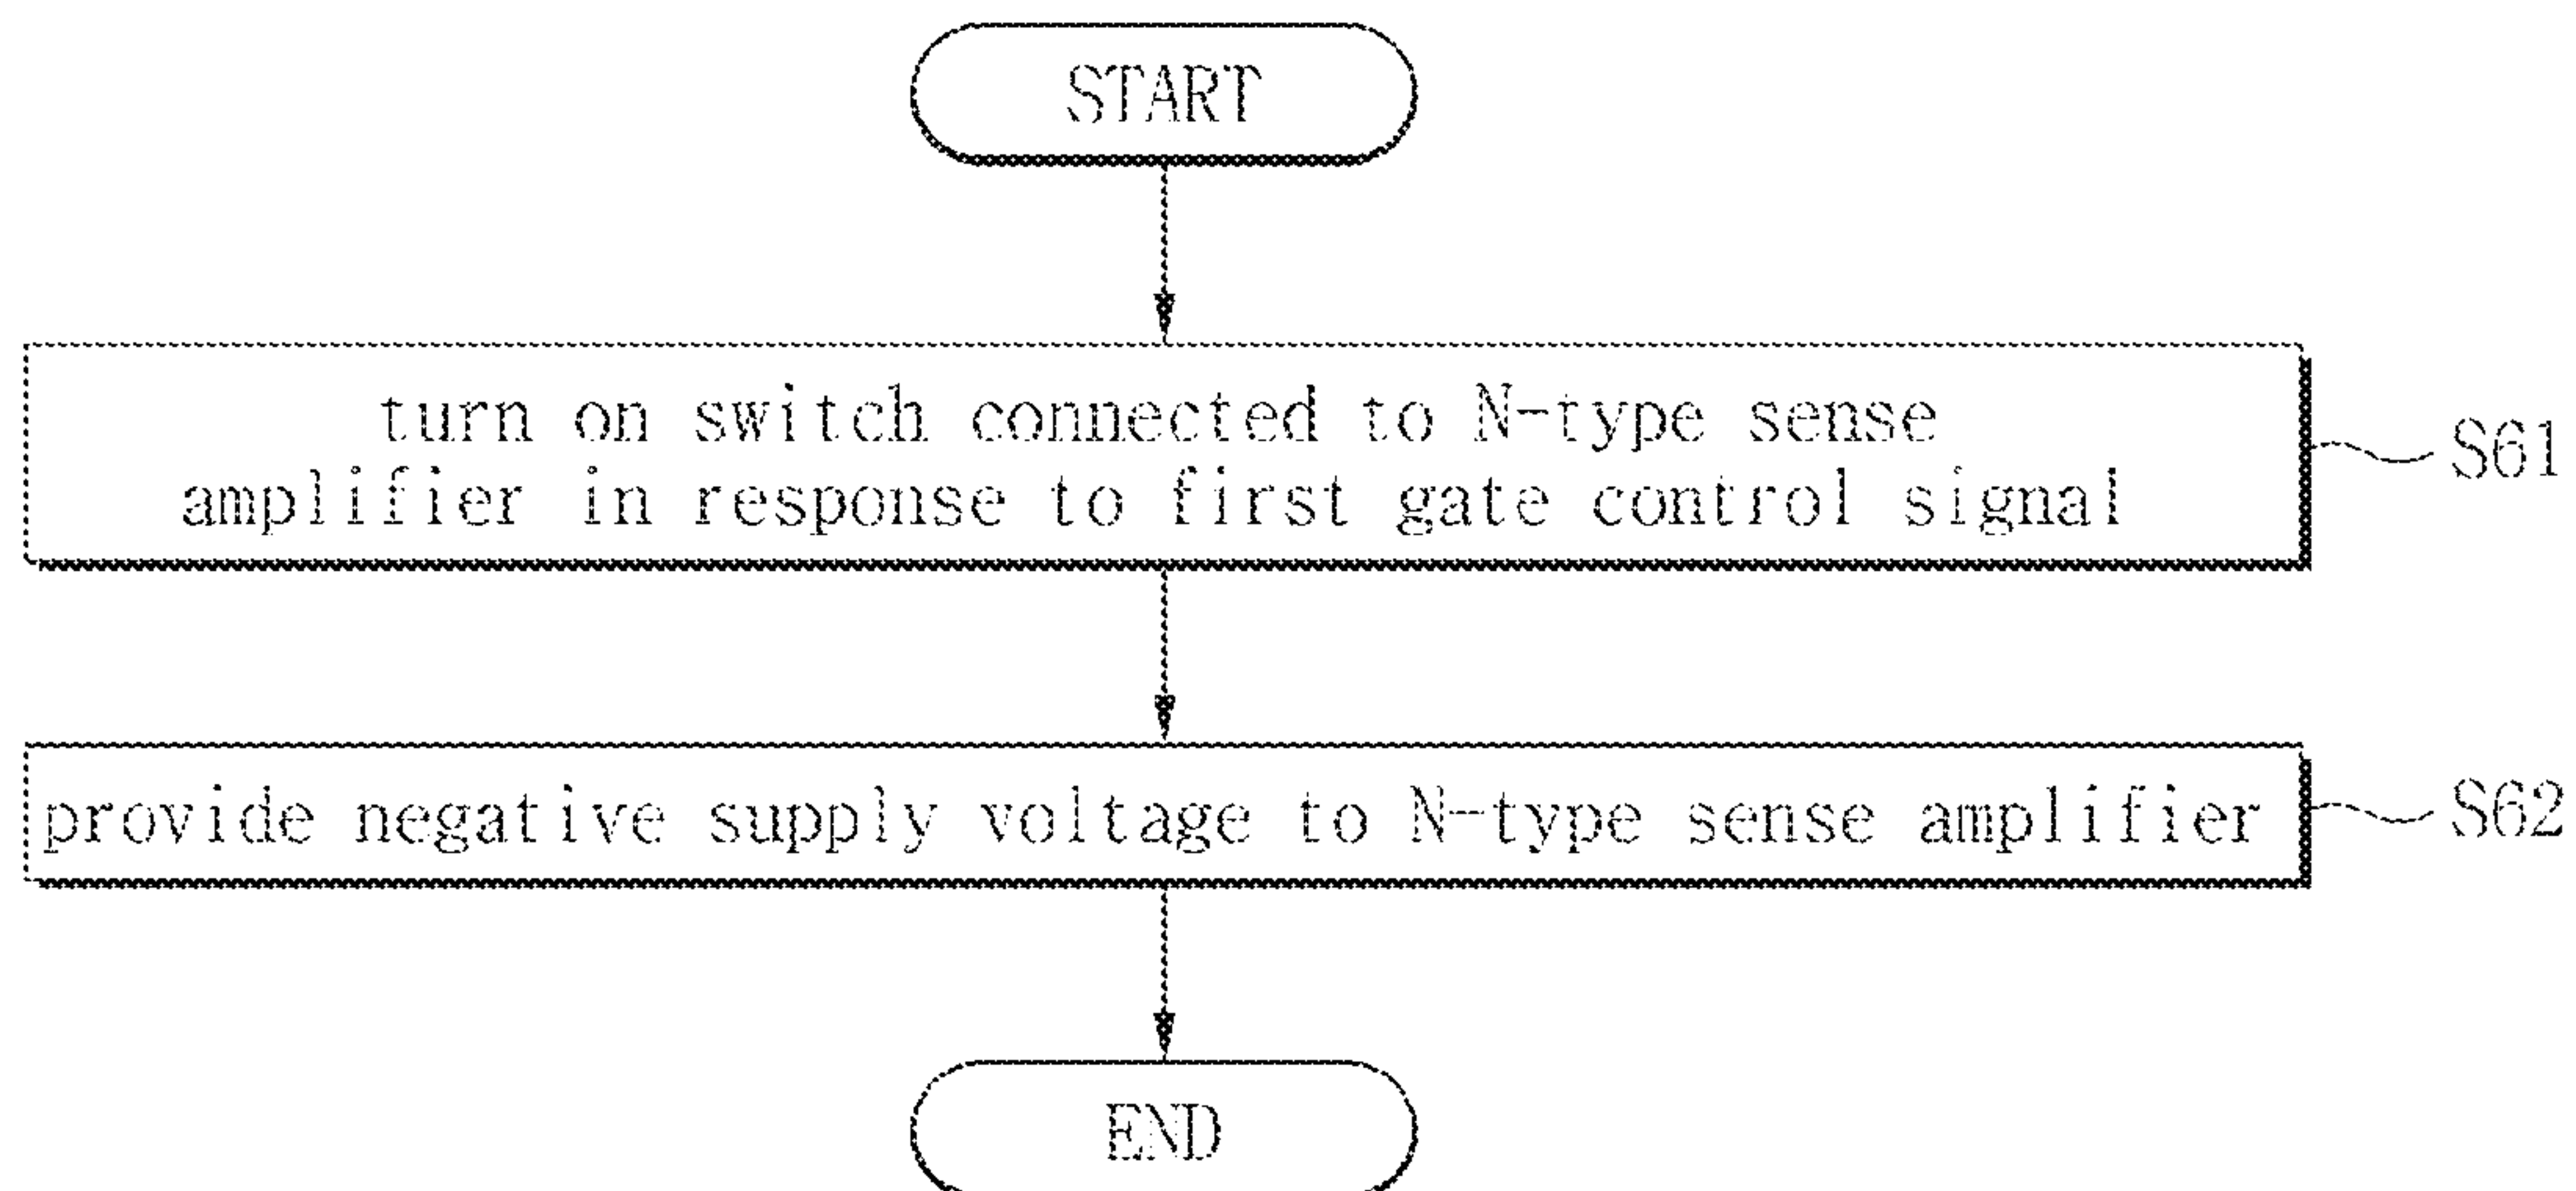 START
turn on switch connected to N-type sense
amplifier in response to first gate control signal
S61
provide negative supply voltage to N-type sense amplifier
S62
END